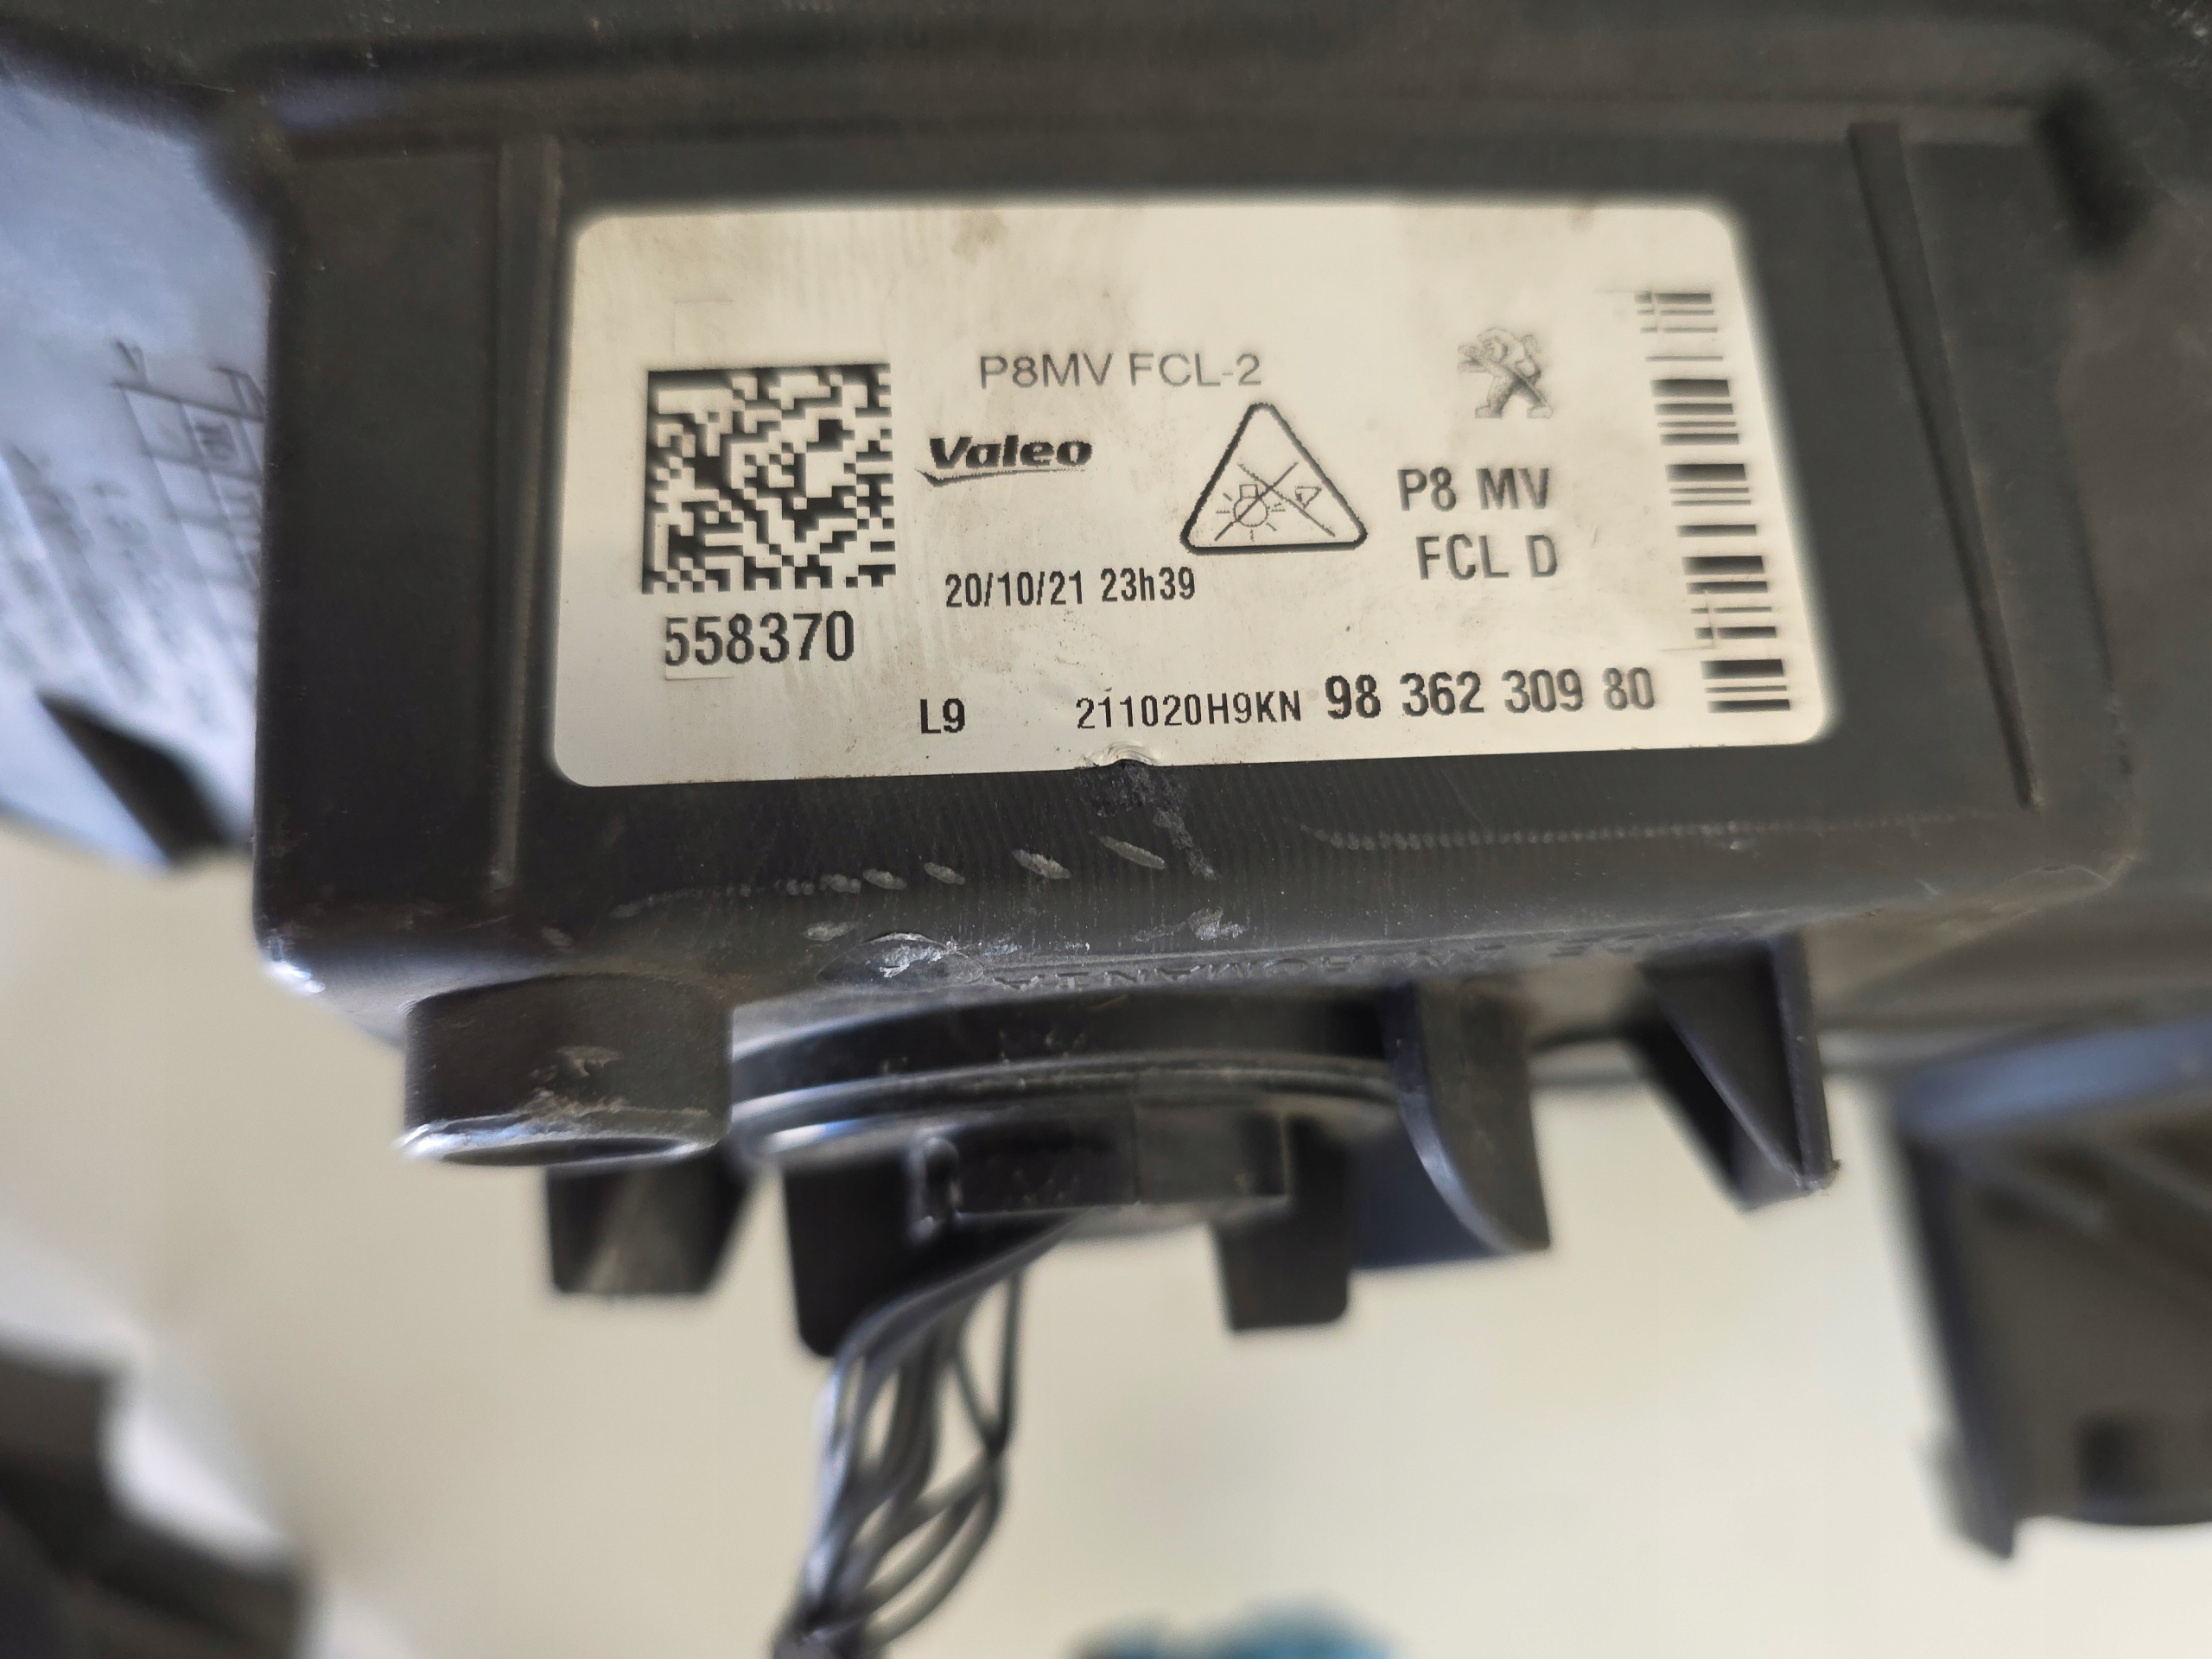 P8MV FCL-2
Valeo
P8 MV
FCL D
20/10/21 23h39
558370
L9 211020H9KN 98 362 309 80